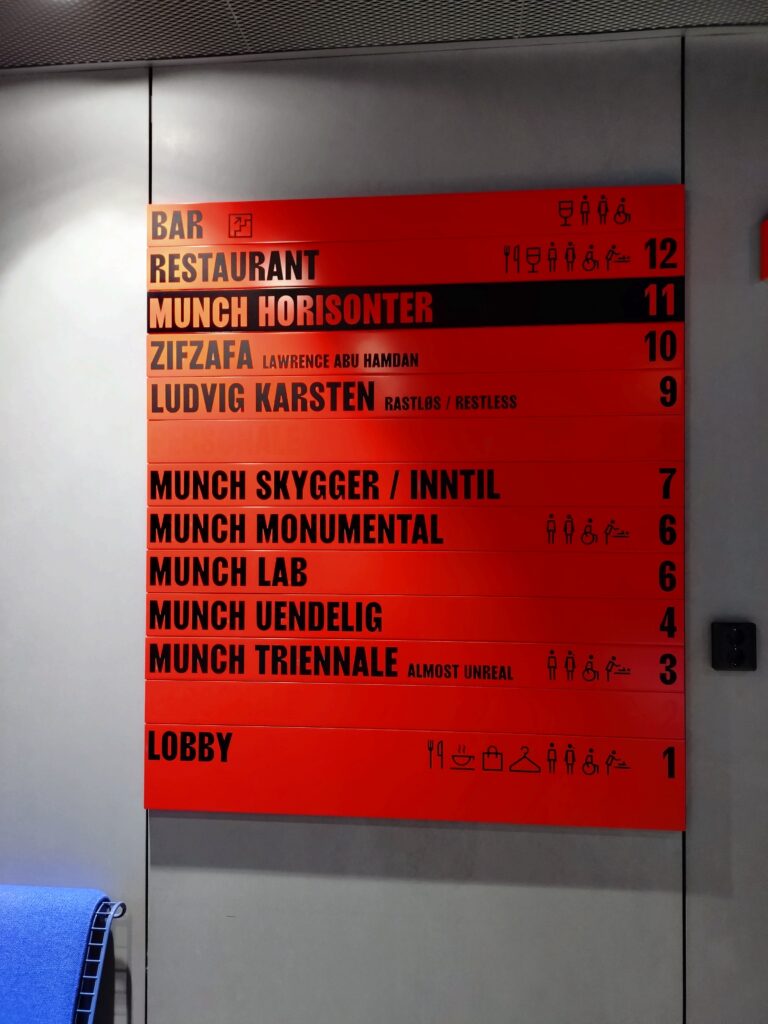 BAR
RESTAURANT 12
MUNCH HORISONTER 11
ZIFZAFA LAWRENCE ABU HAMDAN 10
LUDVIG KARSTEN RASTLØS / RESTLESS 9
MUNCH SKYGGER / INNTIL 7
MUNCH MONUMENTAL 6
MUNCH LAB 6
MUNCH UENDELIG 4
MUNCH TRIENNALE ALMOST UNREAL 3
LOBBY 1